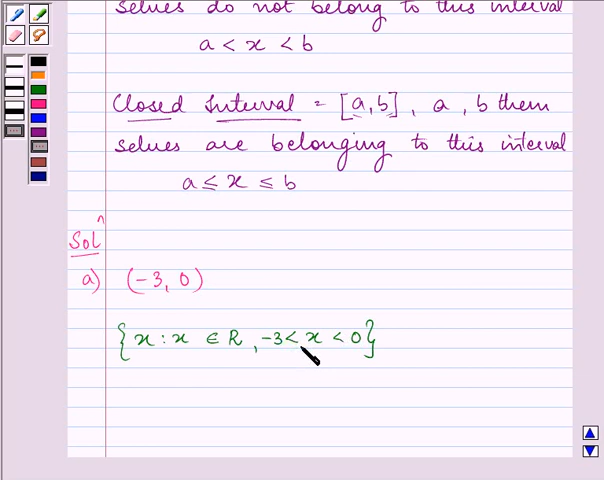 selves do not belong to this interval
a < x < b
Closed Interval = [a, b], a, b them
selves are belonging to this interval
a ≤ x ≤ b
Solⁿ
a) (-3, 0)
{x : x ∈ R, -3 < x < 0}